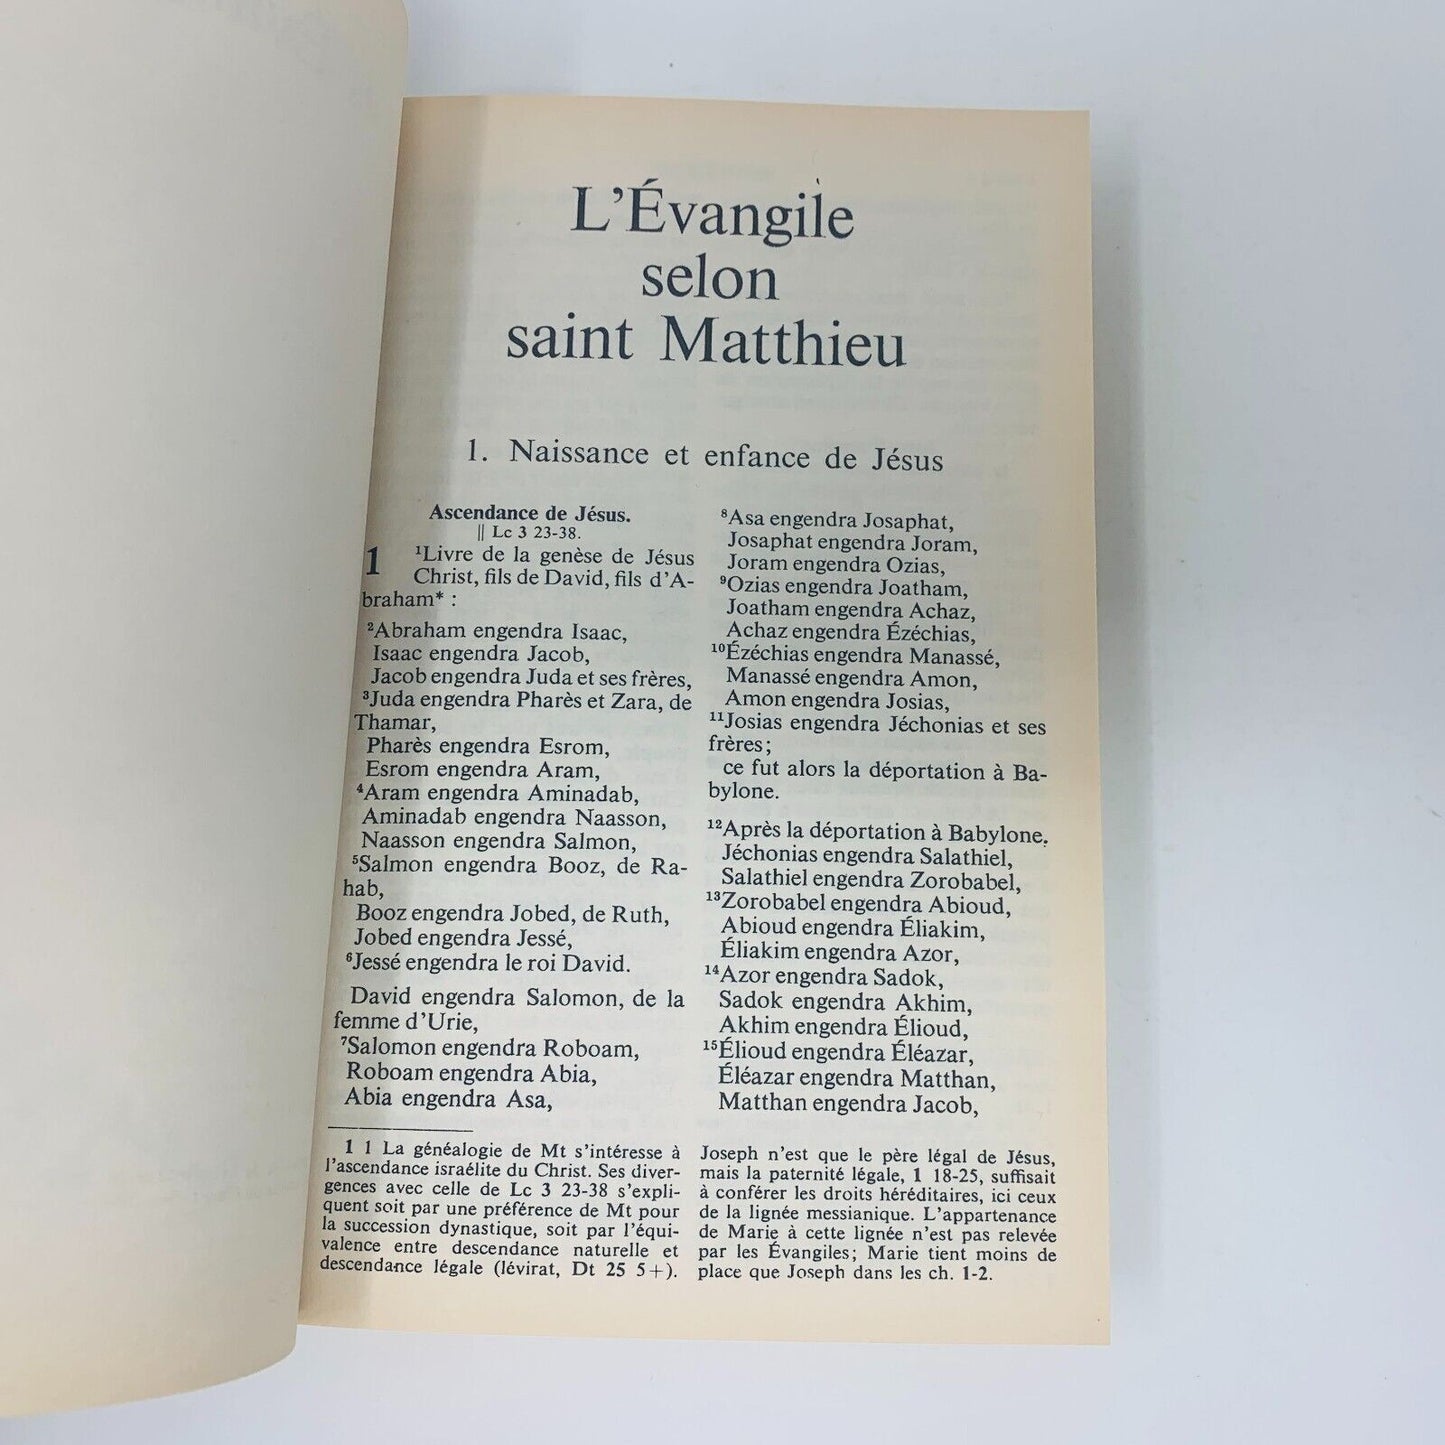 L'Évangile
selon
saint Matthieu
1. Naissance et enfance de Jésus
Ascendance de Jésus.
|| Lc 3 23-38.
1 ¹Livre de la genèse de Jésus
Christ, fils de David, fils d'A-
braham* :
²Abraham engendra Isaac,
Isaac engendra Jacob,
Jacob engendra Juda et ses frères,
³Juda engendra Pharès et Zara, de
Thamar,
Pharès engendra Esrom,
Esrom engendra Aram,
⁴Aram engendra Aminadab,
Aminadab engendra Naasson,
Naasson engendra Salmon,
⁵Salmon engendra Booz, de Ra-
hab,
Booz engendra Jobed, de Ruth,
Jobed engendra Jessé,
⁶Jessé engendra le roi David.
David engendra Salomon, de la
femme d'Urie,
⁷Salomon engendra Roboam,
Roboam engendra Abia,
Abia engendra Asa,
⁸Asa engendra Josaphat,
Josaphat engendra Joram,
Joram engendra Ozias,
⁹Ozias engendra Joatham,
Joatham engendra Achaz,
Achaz engendra Ézéchias,
¹⁰Ézéchias engendra Manassé,
Manassé engendra Amon,
Amon engendra Josias,
¹¹Josias engendra Jéchonias et ses
frères;
ce fut alors la déportation à Ba-
bylone.
¹²Après la déportation à Babylone.
Jéchonias engendra Salathiel,
Salathiel engendra Zorobabel,
¹³Zorobabel engendra Abioud,
Abioud engendra Éliakim,
Éliakim engendra Azor,
¹⁴Azor engendra Sadok,
Sadok engendra Akhim,
Akhim engendra Élioud,
¹⁵Élioud engendra Éléazar,
Éléazar engendra Matthan,
Matthan engendra Jacob,
1 1 La généalogie de Mt s'intéresse à
l'ascendance israélite du Christ. Ses diver-
gences avec celle de Lc 3 23-38 s'expli-
quent soit par une préférence de Mt pour
la succession dynastique, soit par l'équi-
valence entre descendance naturelle et
descendance légale (lévirat, Dt 25 5+).
Joseph n'est que le père légal de Jésus,
mais la paternité légale, 1 18-25, suffisait
à conférer les droits héréditaires, ici ceux
de la lignée messianique. L'appartenance
de Marie à cette lignée n'est pas relevée
par les Évangiles; Marie tient moins de
place que Joseph dans les ch. 1-2.